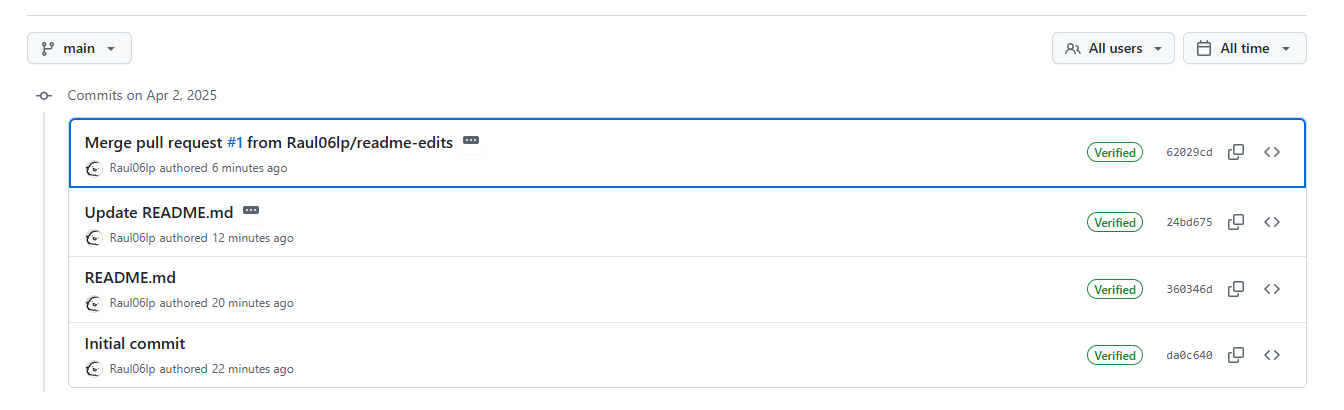 main
All users
All time
Commits on Apr 2, 2025
Merge pull request #1 from Raul06lp/readme-edits
Verified
62029cd
Raul06lp authored 6 minutes ago
Update README.md
Verified
24bd675
Raul06lp authored 12 minutes ago
README.md
Verified
360346d
Raul06lp authored 20 minutes ago
Initial commit
Verified
da0c640
Raul06lp authored 22 minutes ago